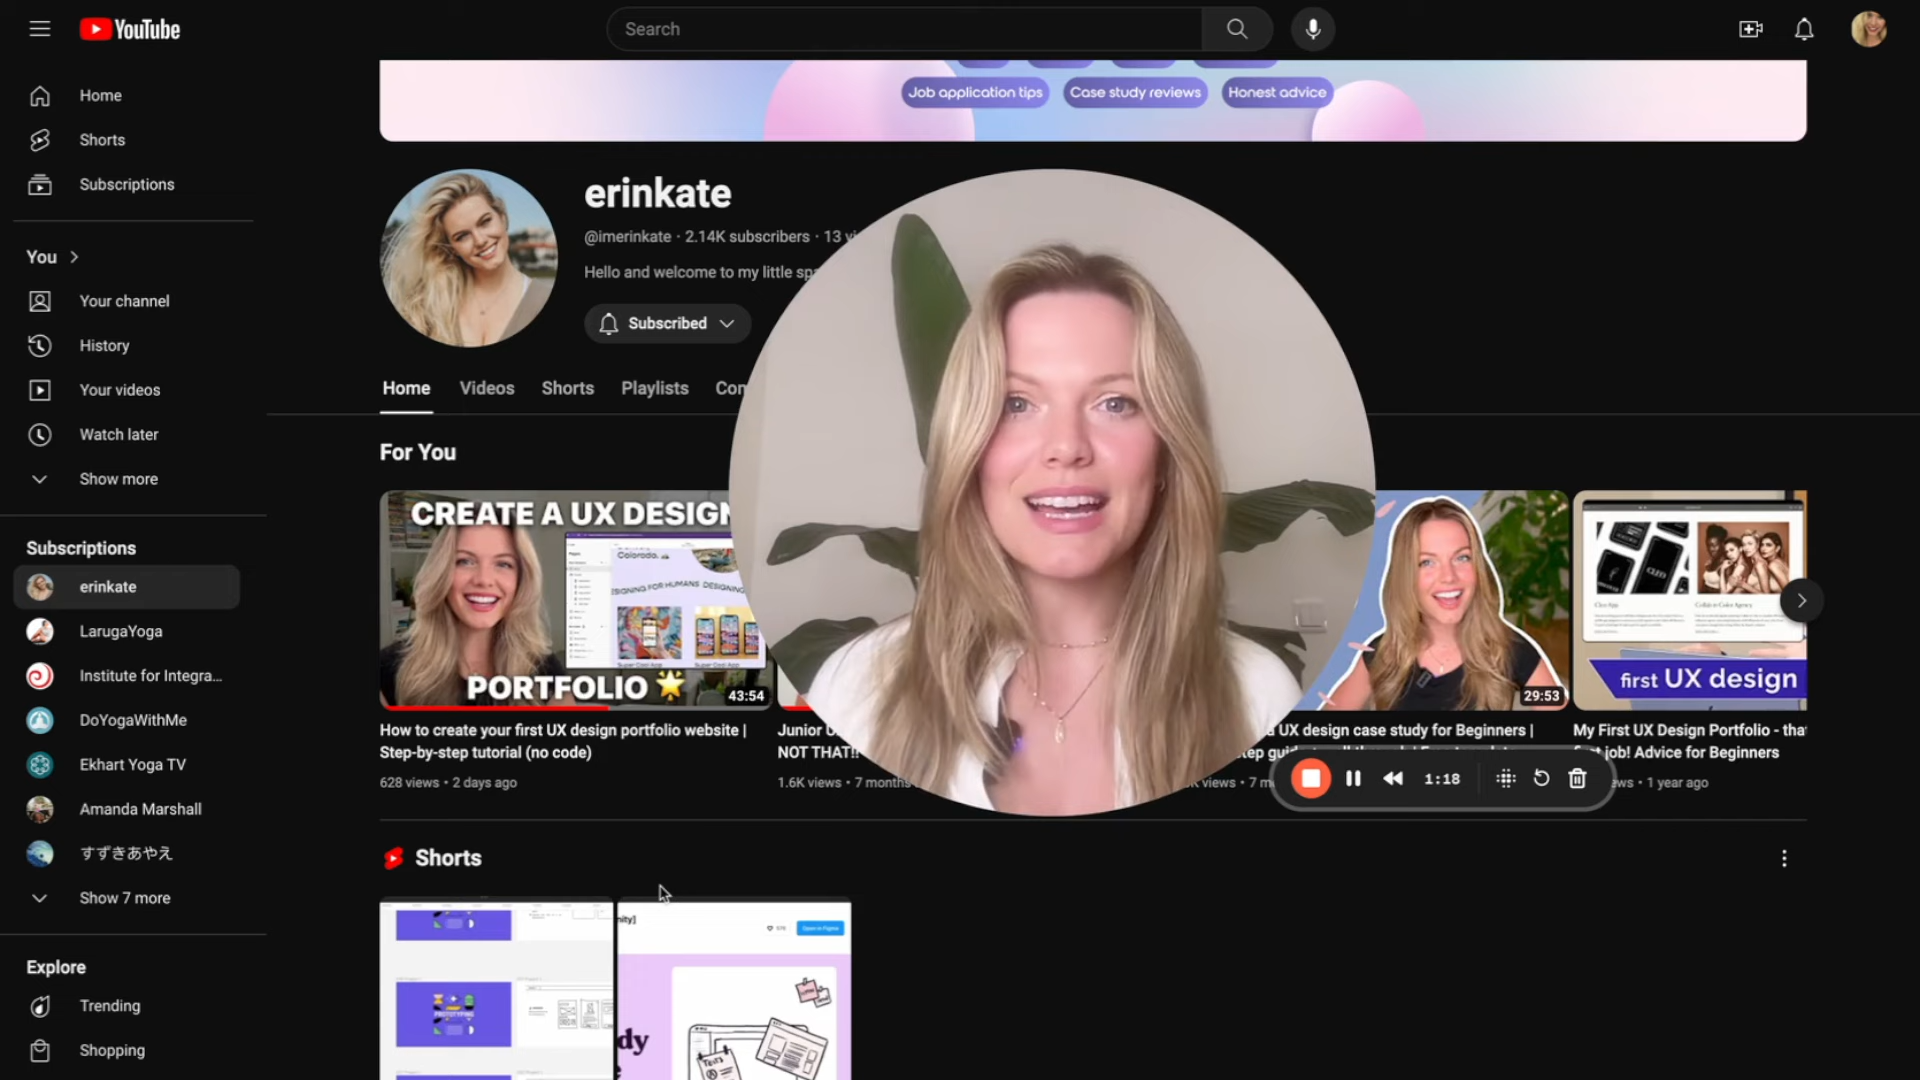 YouTube
Search
Home
Shorts
Subscriptions
You
Your channel
History
Your videos
Watch later
Show more
Subscriptions
erinkate
LarugaYoga
Institute for Integra...
DoYogaWithMe
Ekhart Yoga TV
Amanda Marshall
すずきあやえ
Show 7 more
Explore
Trending
Shopping
Job application tips
Case study reviews
Honest advice
erinkate
@imerinkate · 2.14K subscribers · 13
Hello and welcome to my little
Subscribed
Home
Videos
Shorts
Playlists
For You
CREATE A UX DESIGN
PORTFOLIO
43:54
How to create your first UX design portfolio website |
Step-by-step tutorial (no code)
628 views · 2 days ago
Junior
NOT THAT!!
1.6K views · 7 months
29:53
UX design case study for Beginners |
views · 7
first UX design
My First UX Design Portfolio - that
job! Advice for Beginners
1 year ago
1:18
Shorts
PROTOTYPING
Open in Figma